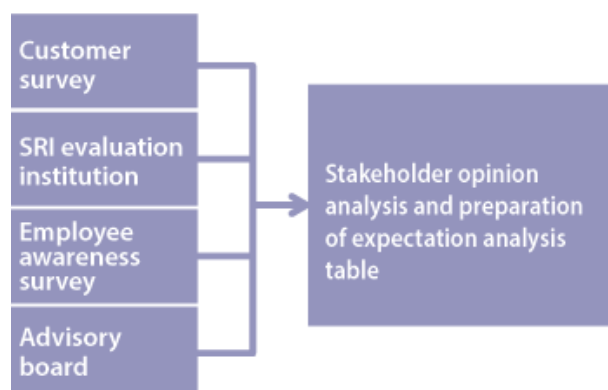 Customer
survey
SRI evaluation
institution
Employee
awareness
survey
Advisory
board
Stakeholder opinion
analysis and preparation
of expectation analysis
table